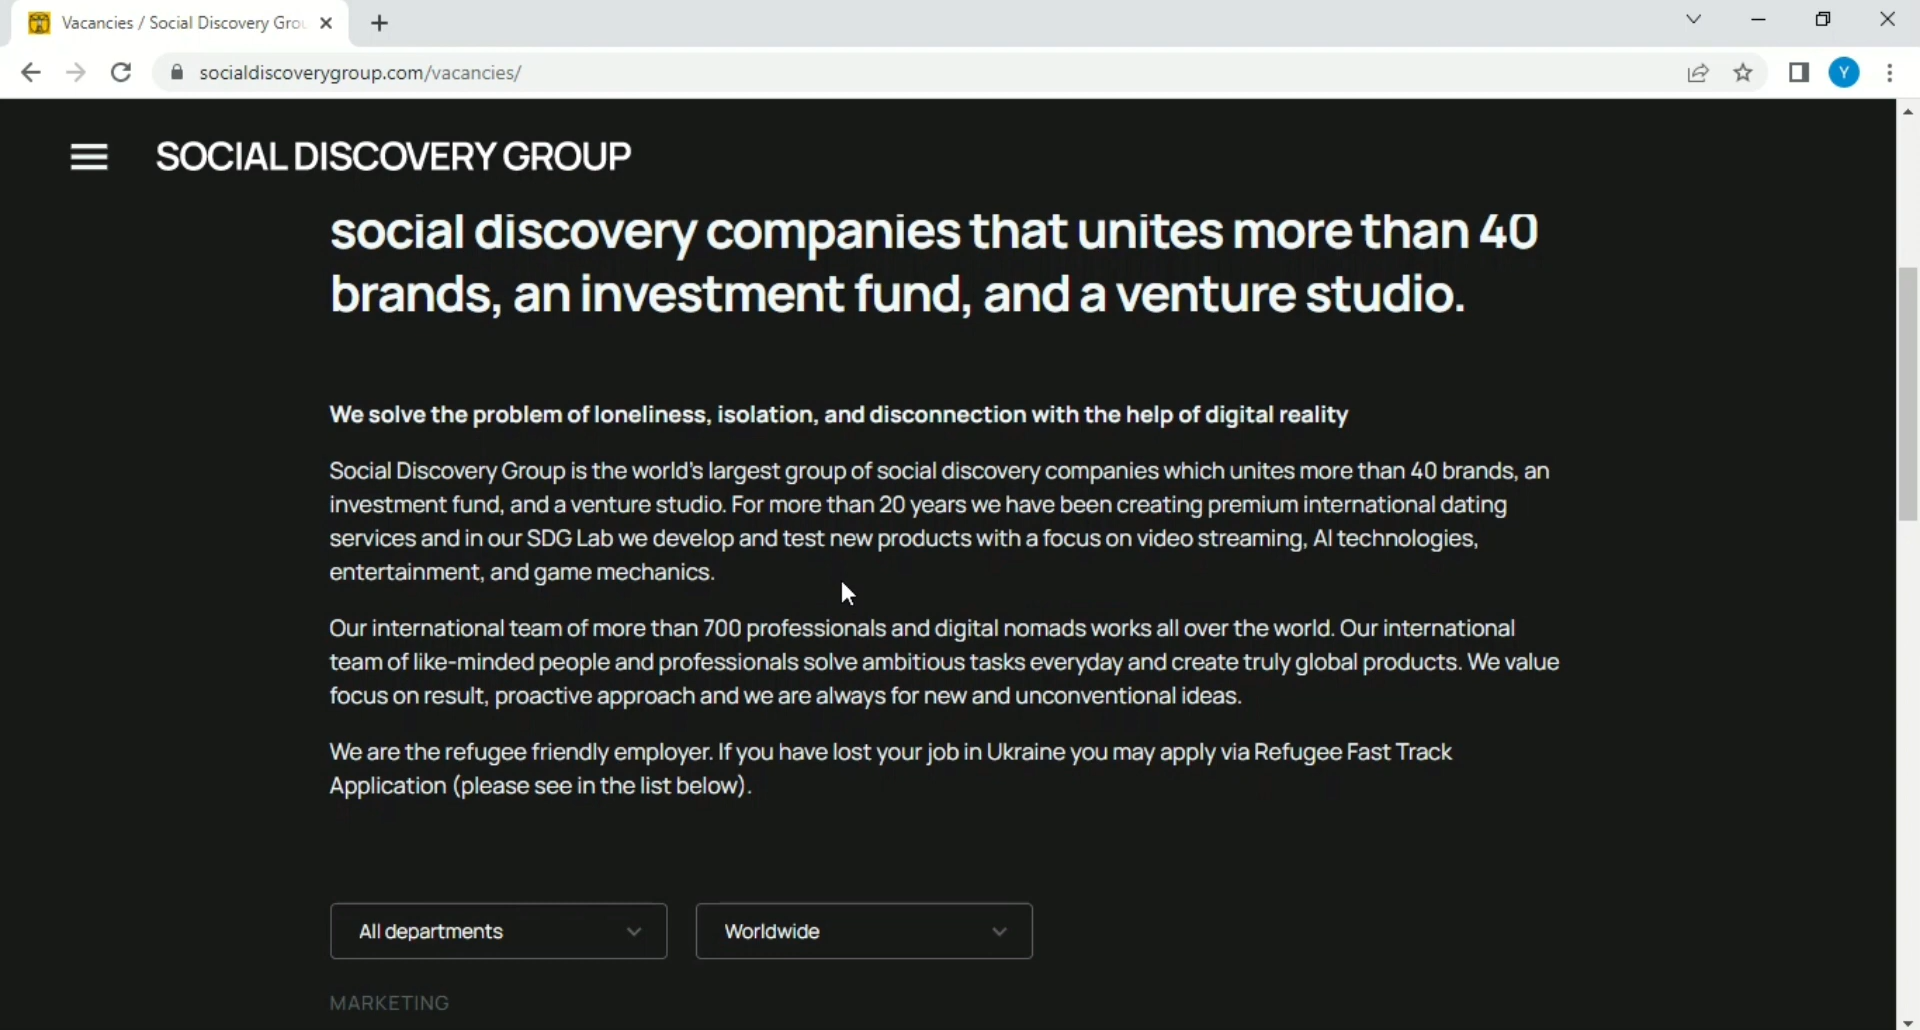 Vacancies / Social Discovery Gro
socialdiscoverygroup.com/vacancies/
Y
SOCIAL DISCOVERY GROUP
social discovery companies that unites more than 40
brands, an investment fund, and a venture studio.
We solve the problem of loneliness, isolation, and disconnection with the help of digital reality
Social Discovery Group is the world's largest group of social discovery companies which unites more than 40 brands, an
investment fund, and a venture studio. For more than 20 years we have been creating premium international dating
services and in our SDG Lab we develop and test new products with a focus on video streaming, AI technologies,
entertainment, and game mechanics.
Our international team of more than 700 professionals and digital nomads works all over the world. Our international
team of like-minded people and professionals solve ambitious tasks everyday and create truly global products. We value
focus on result, proactive approach and we are always for new and unconventional ideas.
We are the refugee friendly employer. If you have lost your job in Ukraine you may apply via Refugee Fast Track
Application (please see in the list below).
All departments
Worldwide
MARKETING